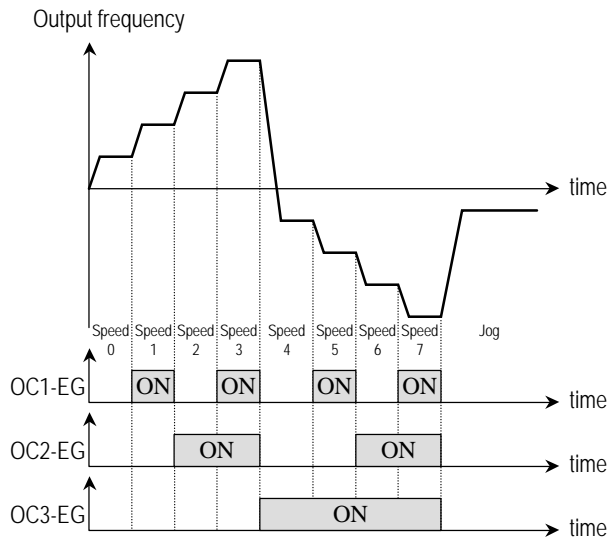 Output frequency
time
Speed Speed Speed Speed Speed Speed Speed Speed Jog
0 1 2 3 4 5 6 7
OC1-EG ON ON ON ON time
OC2-EG ON ON time
OC3-EG ON time